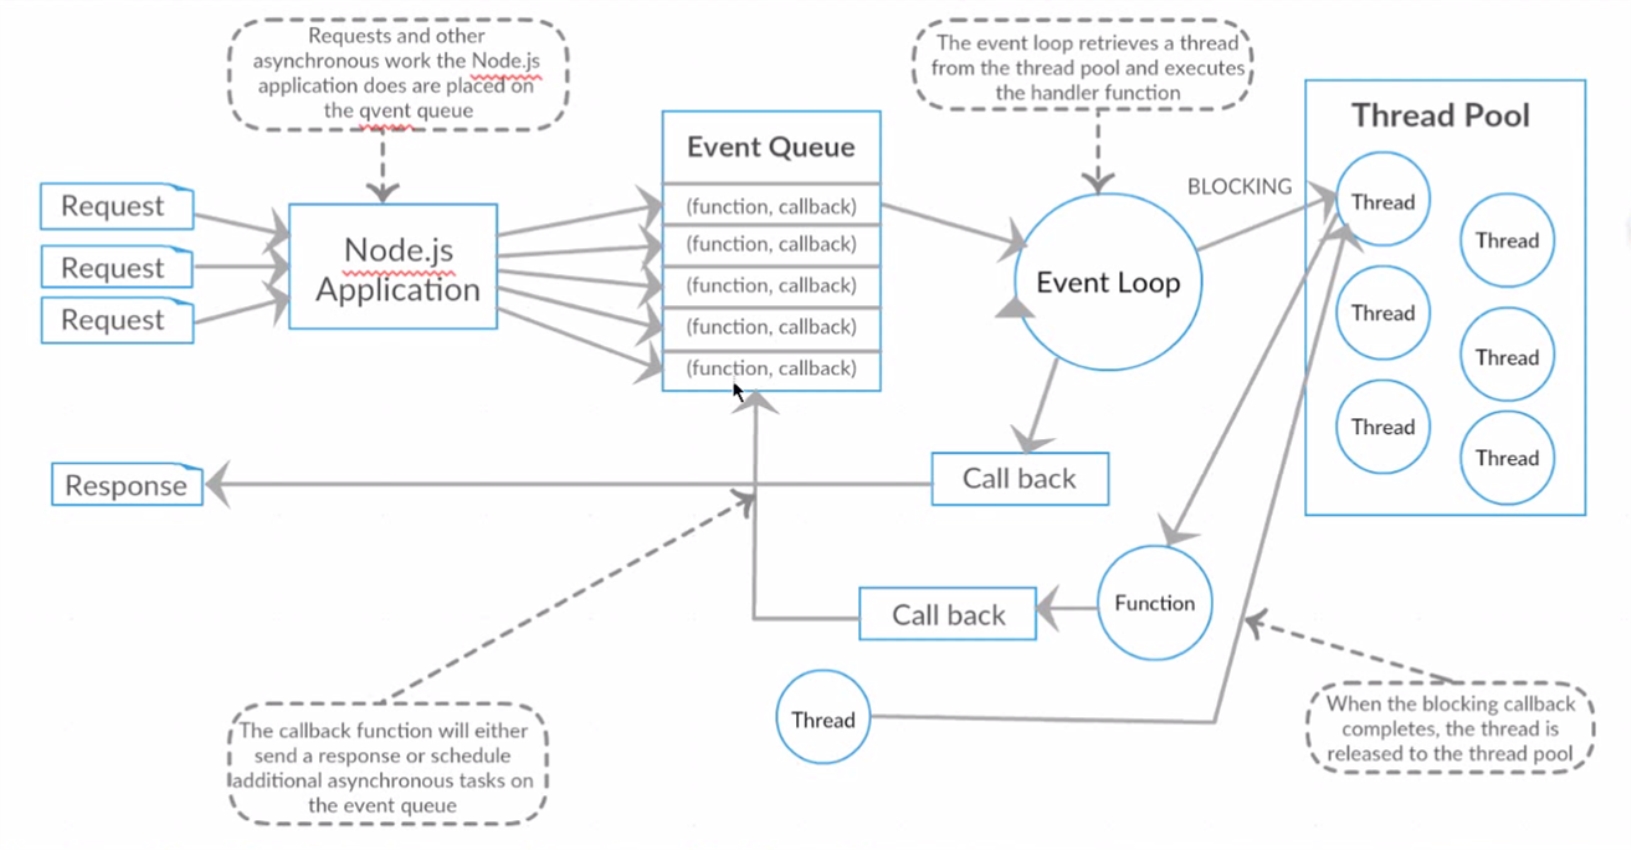 Requests and other
asynchronous work the Node.js
application does are placed on
the qvent queue
The event loop retrieves a thread
from the thread pool and executes
the handler function
Thread Pool
Event Queue
BLOCKING
Request
Request
Request
Node.js
Application
(function, callback)
(function, callback)
(function, callback)
(function, callback)
(function, callback)
Event Loop
Thread
Thread
Thread
Thread
Thread
Thread
Response
Call back
Call back
Function
Thread
The callback function will either
send a response or schedule
additional asynchronous tasks on
the event queue
When the blocking callback
completes, the thread is
released to the thread pool